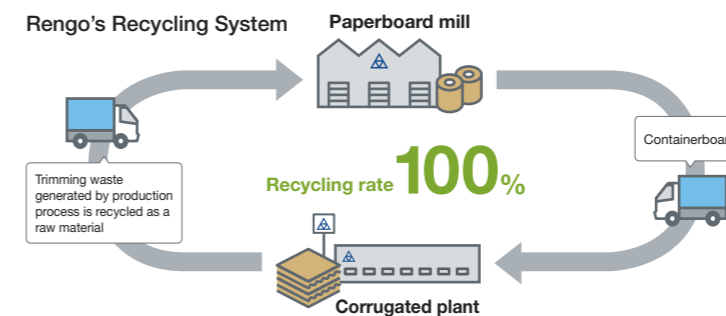 Rengo's Recycling System
Paperboard mill
Trimming waste
generated by production
process is recycled as a
raw material
Recycling rate 100%
Corrugated plant